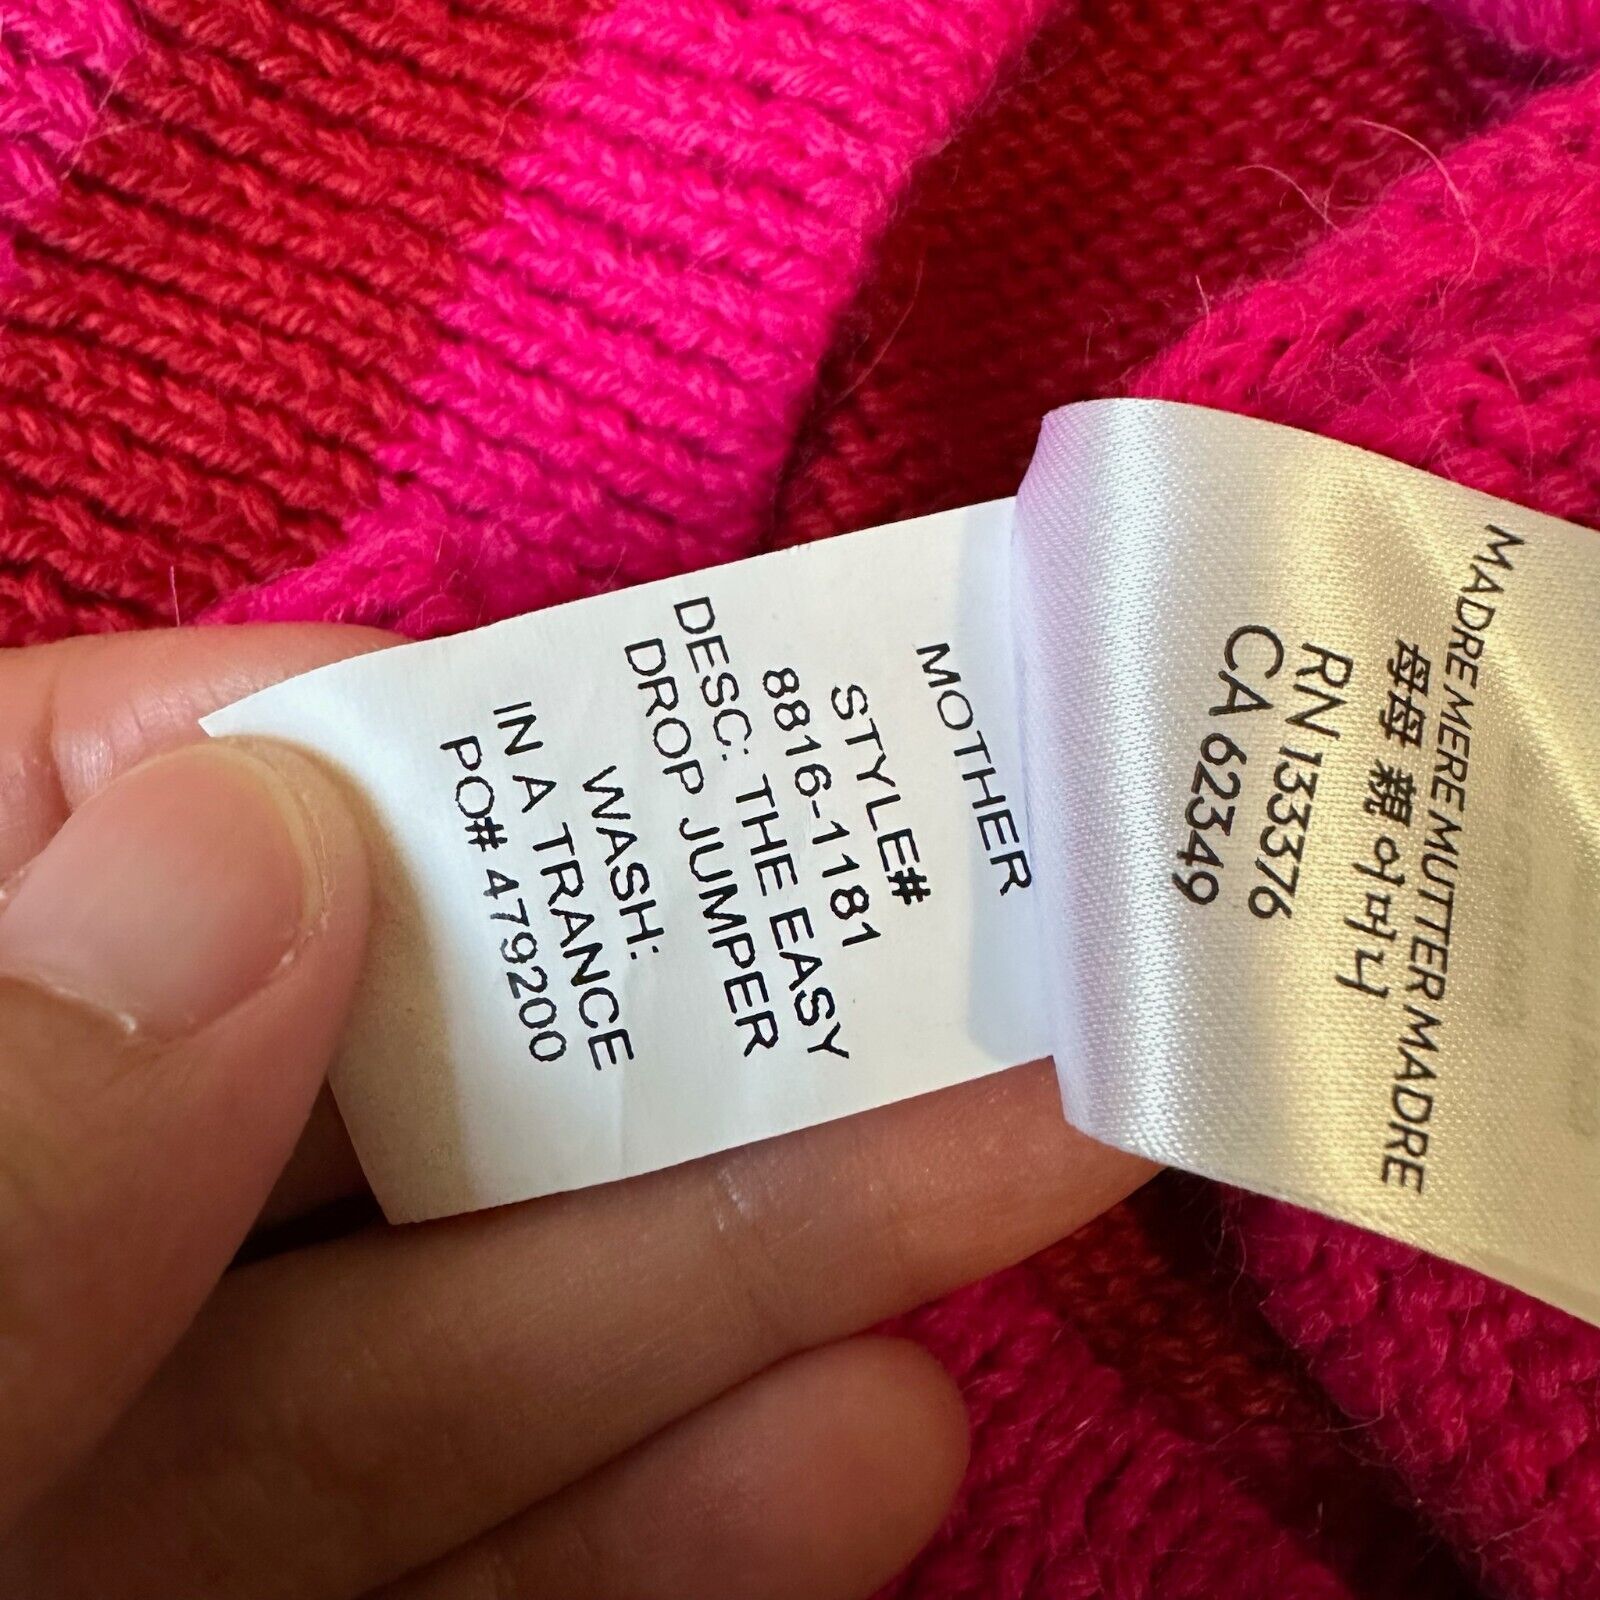 MOTHER
STYLE#
8816-1181
DESC: THE EASY
DROP JUMPER
WASH:
IN A TRANCE
PO# 479200
MADRE MERE MUTTER MADRE
母母 親 어머니
RN 133376
CA 62349